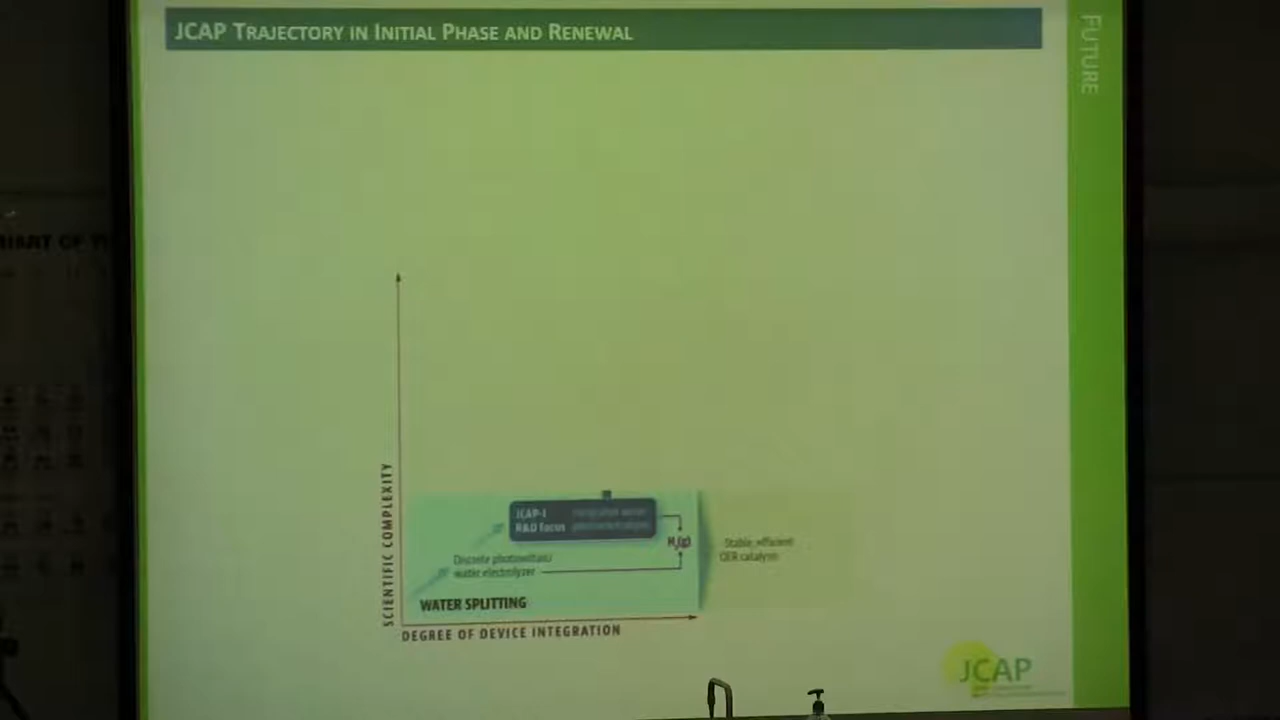 JCAP TRAJECTORY IN INITIAL PHASE AND RENEWAL
FUTURE
SCIENTIFIC COMPLEXITY
JCAP-I
R&D focus
H₂(g)
Discrete photovoltaic/
water electrolyzer
Stable, efficient
OER catalysts
WATER SPLITTING
DEGREE OF DEVICE INTEGRATION
JCAP